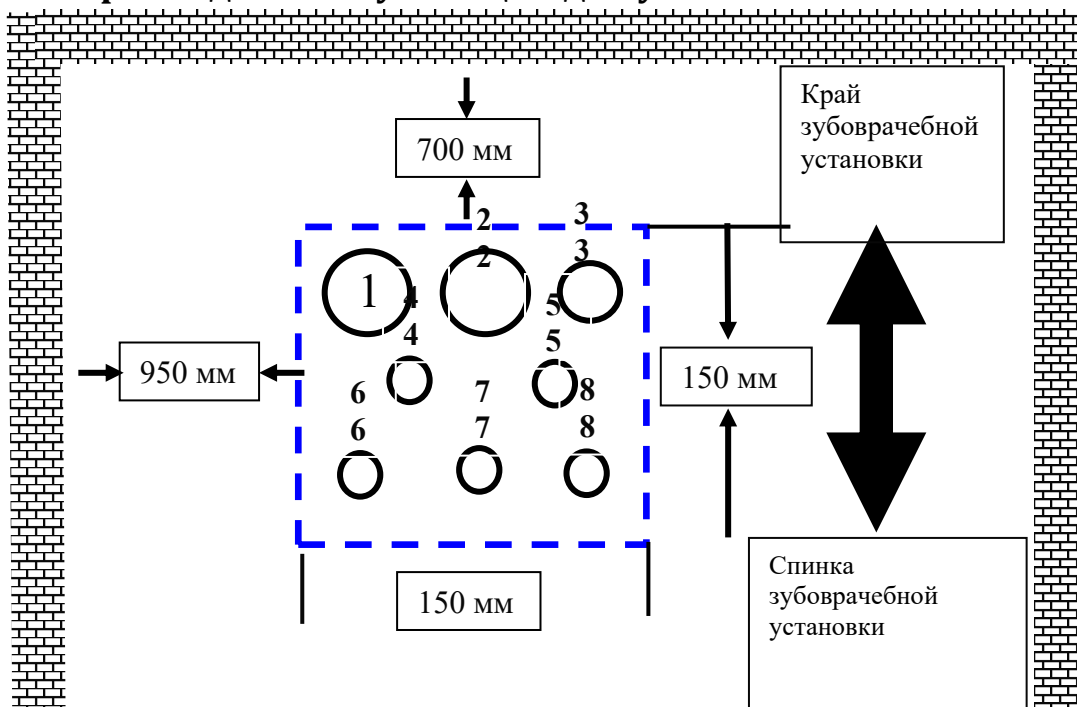 Край
зубоврачебной
установки
700 мм
2
3
2
3
1
4
5
4
5
950 мм
150 мм
6
7
8
6
7
8
150 мм
Спинка
зубоврачебной
установки